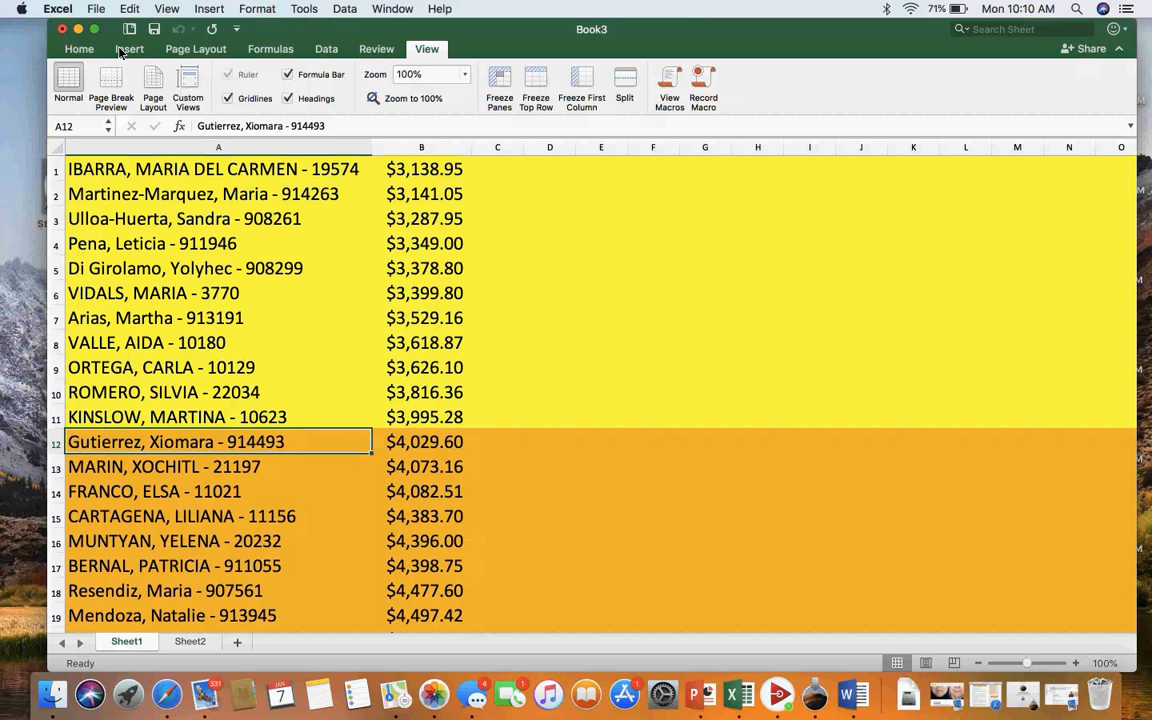 Excel File Edit View Insert Format Tools Data Window Help 71% Mon 10:10 AM
Book3 Search Sheet
Home Insert Page Layout Formulas Data Review View Share
Ruler Formula Bar Zoom 100%
Normal Page Break Preview Page Layout Custom Views Gridlines Headings Zoom to 100% Freeze Panes Freeze Top Row Freeze First Column Split View Macros Record Macro
A12 fx Gutierrez, Xiomara - 914493
A B C D E F G H I J K L M N O
1 IBARRA, MARIA DEL CARMEN - 19574 $3,138.95
2 Martinez-Marquez, Maria - 914263 $3,141.05
3 Ulloa-Huerta, Sandra - 908261 $3,287.95
4 Pena, Leticia - 911946 $3,349.00
5 Di Girolamo, Yolyhec - 908299 $3,378.80
6 VIDALS, MARIA - 3770 $3,399.80
7 Arias, Martha - 913191 $3,529.16
8 VALLE, AIDA - 10180 $3,618.87
9 ORTEGA, CARLA - 10129 $3,626.10
10 ROMERO, SILVIA - 22034 $3,816.36
11 KINSLOW, MARTINA - 10623 $3,995.28
12 Gutierrez, Xiomara - 914493 $4,029.60
13 MARIN, XOCHITL - 21197 $4,073.16
14 FRANCO, ELSA - 11021 $4,082.51
15 CARTAGENA, LILIANA - 11156 $4,383.70
16 MUNTYAN, YELENA - 20232 $4,396.00
17 BERNAL, PATRICIA - 911055 $4,398.75
18 Resendiz, Maria - 907561 $4,477.60
19 Mendoza, Natalie - 913945 $4,497.42
Sheet1 Sheet2 +
Ready 100%
331 JAN 7 4 1 1